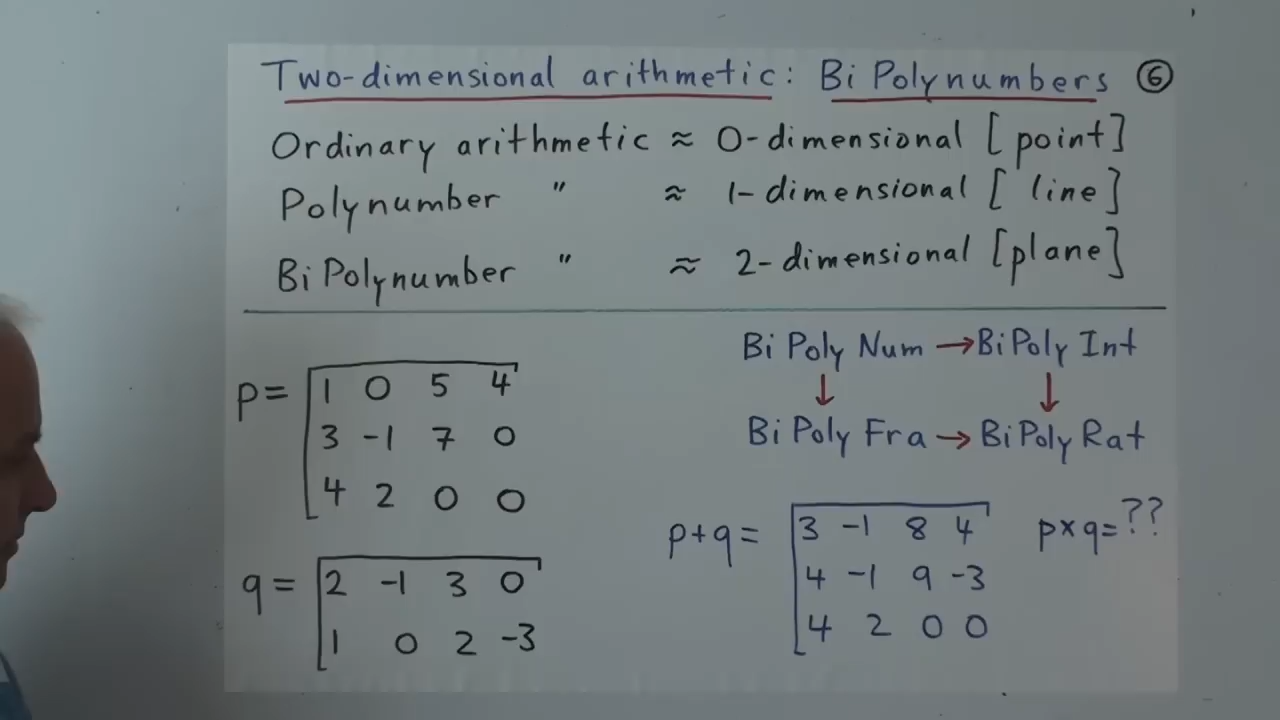 Two-dimensional arithmetic: Bi Polynumbers 6
Ordinary arithmetic ≈ 0-dimensional [point]
Polynumber " ≈ 1-dimensional [line]
Bi Polynumber " ≈ 2-dimensional [plane]
p= 1 0 5 4
3 -1 7 0
4 2 0 0
q= 2 -1 3 0
1 0 2 -3
Bi Poly Num → Bi Poly Int
↓ ↓
Bi Poly Fra → Bi Poly Rat
p+q= 3 -1 8 4
4 -1 9 -3
4 2 0 0
p×q=??